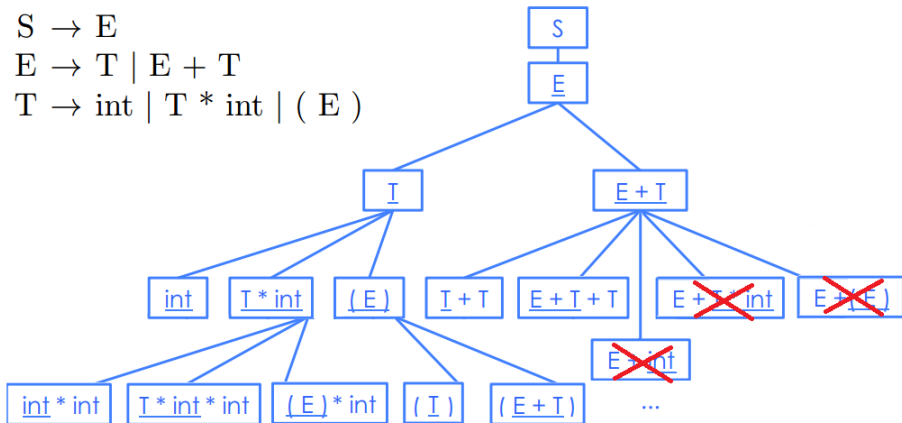 S → E
E → T | E + T
T → int | T * int | ( E )
S
E
T
E + T
int
T * int
( E )
T + T
E + T + T
E + T * int
E + ( E )
E + int
int * int
T * int * int
( E ) * int
( T )
( E + T )
...